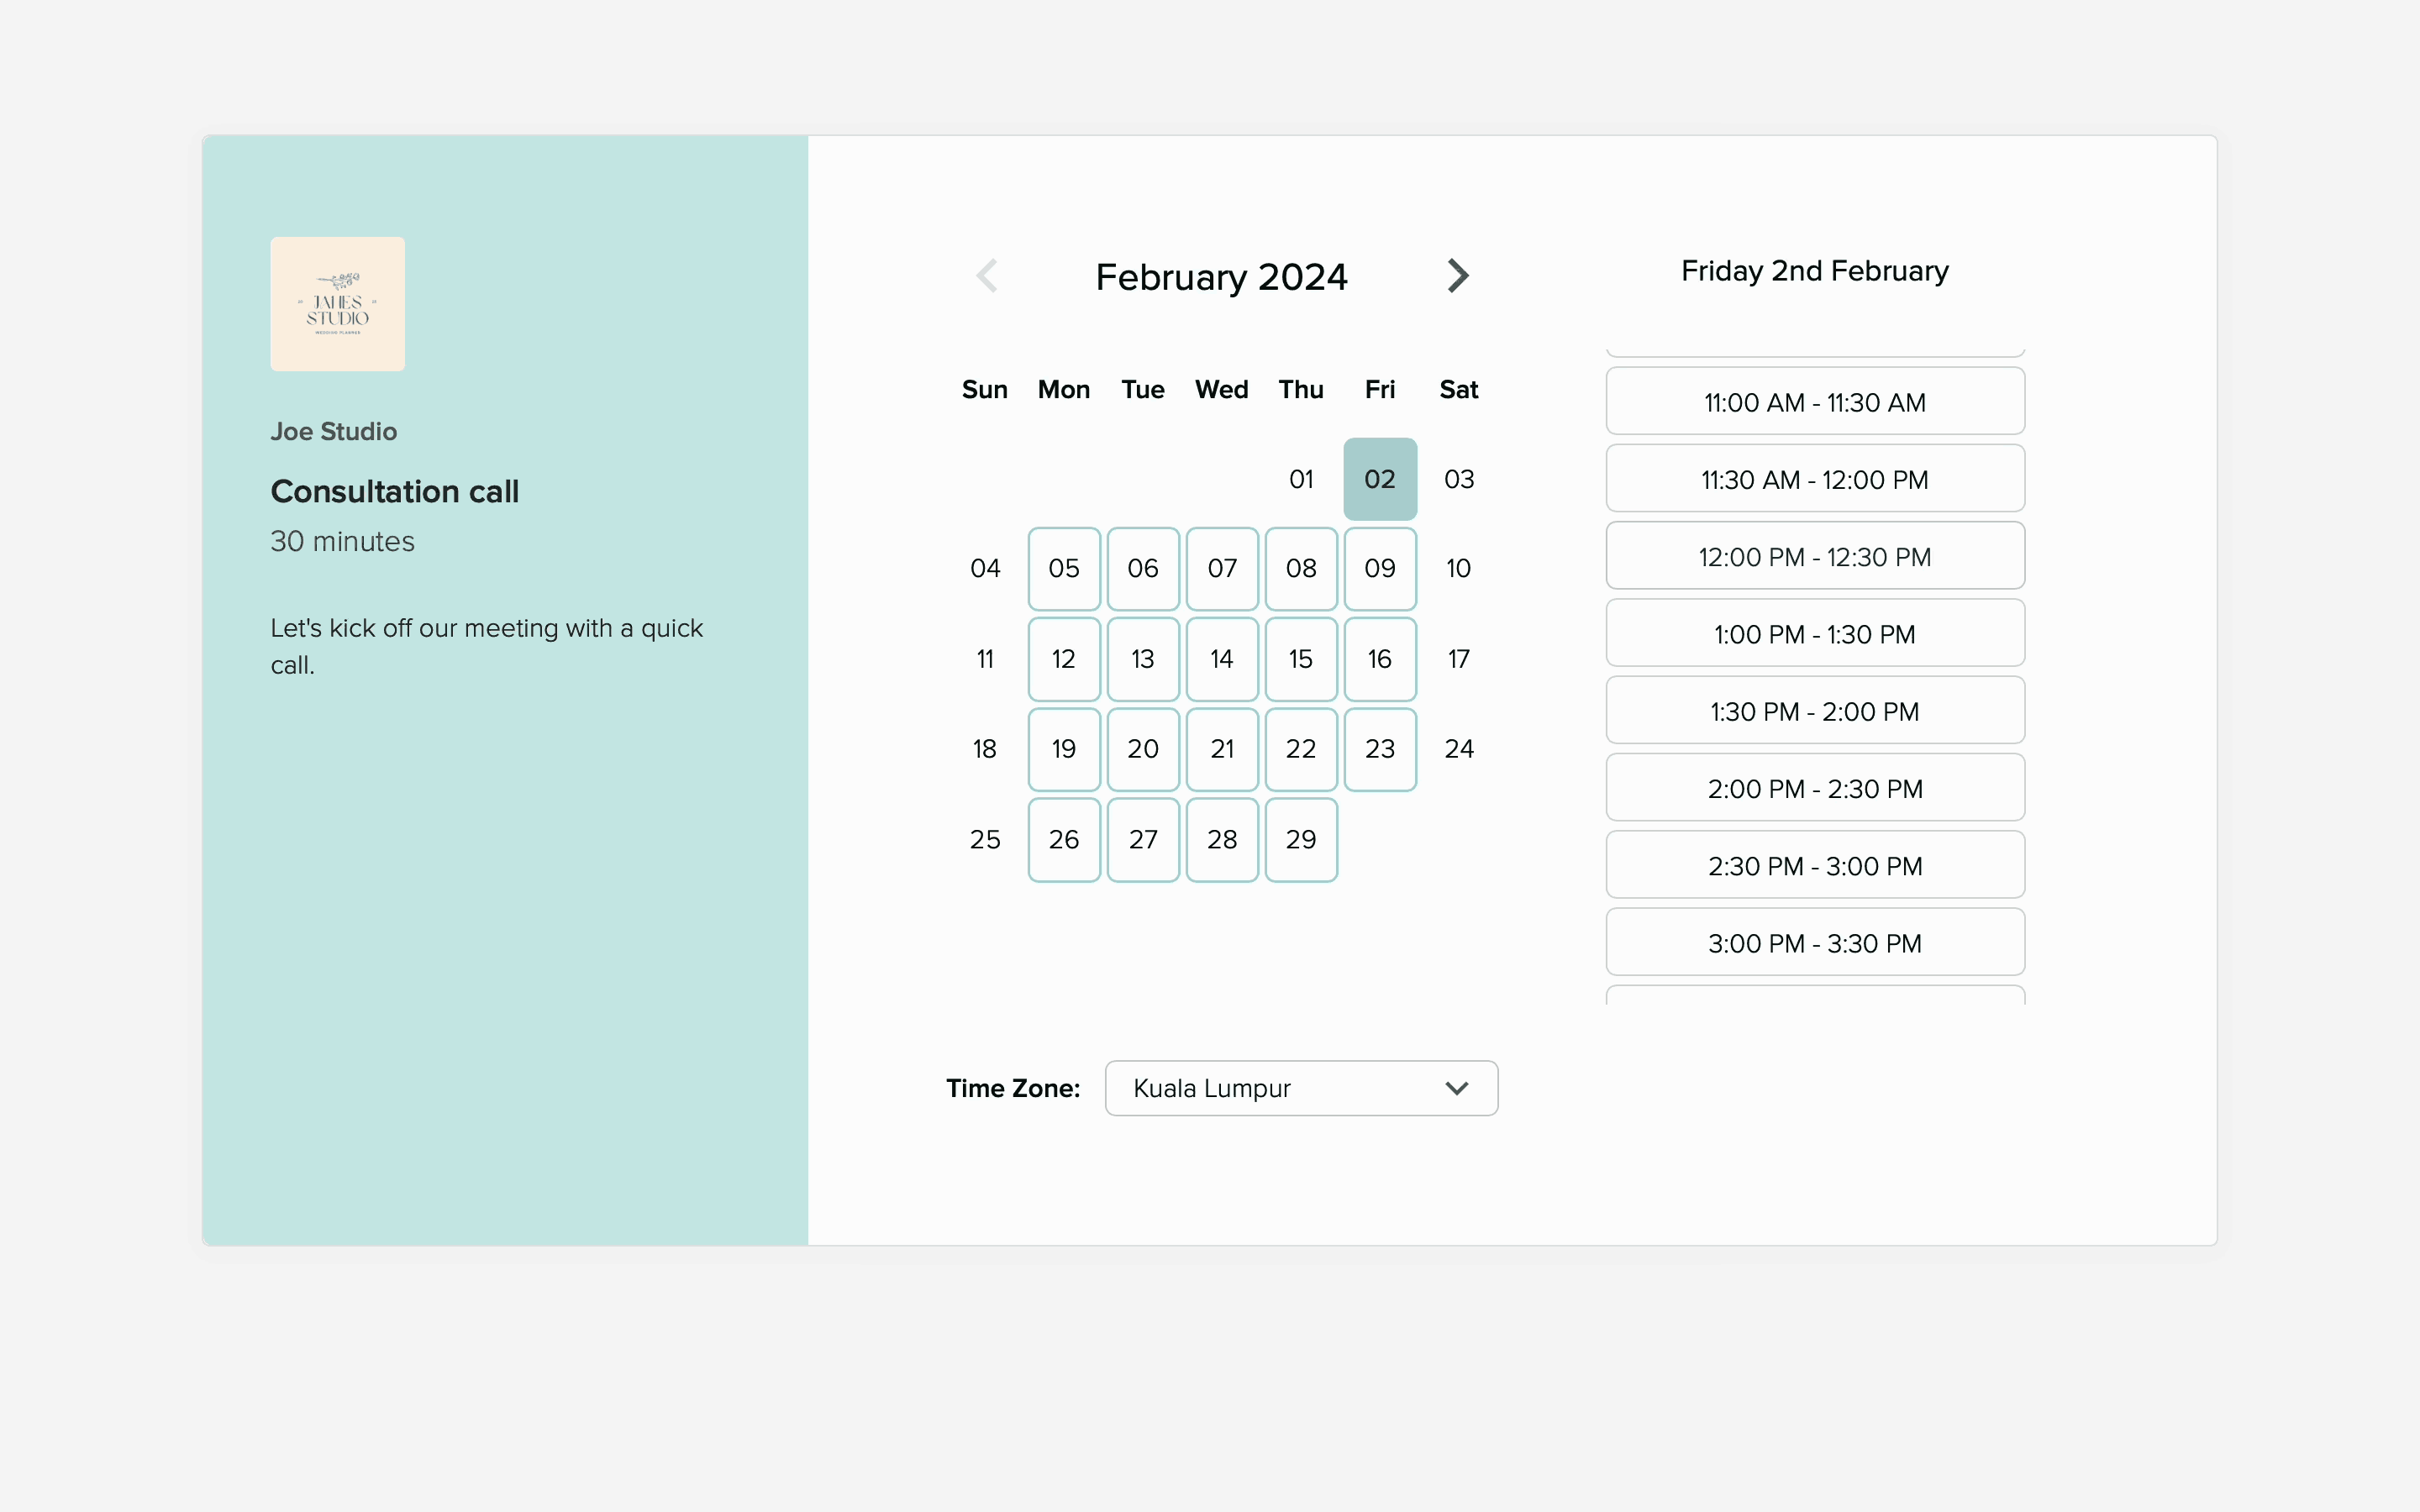 JAMES
STUDIO
WEDDING PLANNER
Joe Studio
Consultation call
30 minutes
Let's kick off our meeting with a quick
call.
February 2024
Sun Mon Tue Wed Thu Fri Sat
01 02 03
04 05 06 07 08 09 10
11 12 13 14 15 16 17
18 19 20 21 22 23 24
25 26 27 28 29
Time Zone: Kuala Lumpur
Friday 2nd February
11:00 AM - 11:30 AM
11:30 AM - 12:00 PM
12:00 PM - 12:30 PM
1:00 PM - 1:30 PM
1:30 PM - 2:00 PM
2:00 PM - 2:30 PM
2:30 PM - 3:00 PM
3:00 PM - 3:30 PM